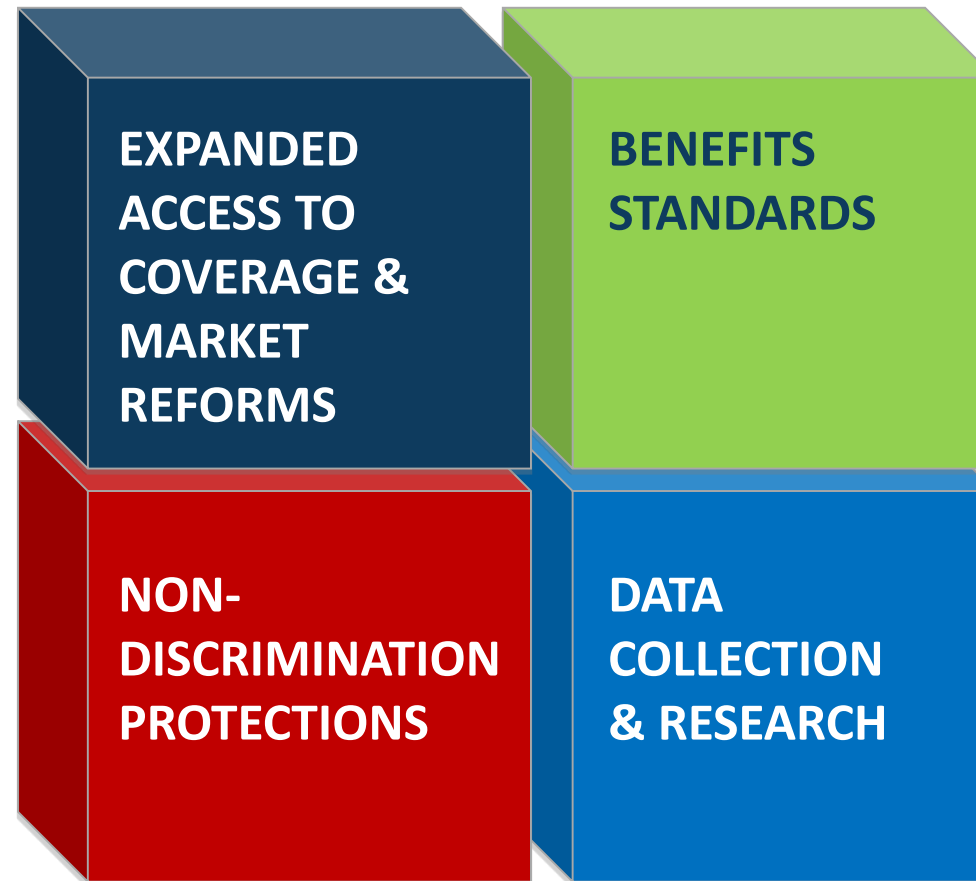 EXPANDED
ACCESS TO
COVERAGE &
MARKET
REFORMS
BENEFITS
STANDARDS
NON-
DISCRIMINATION
PROTECTIONS
DATA
COLLECTION
& RESEARCH